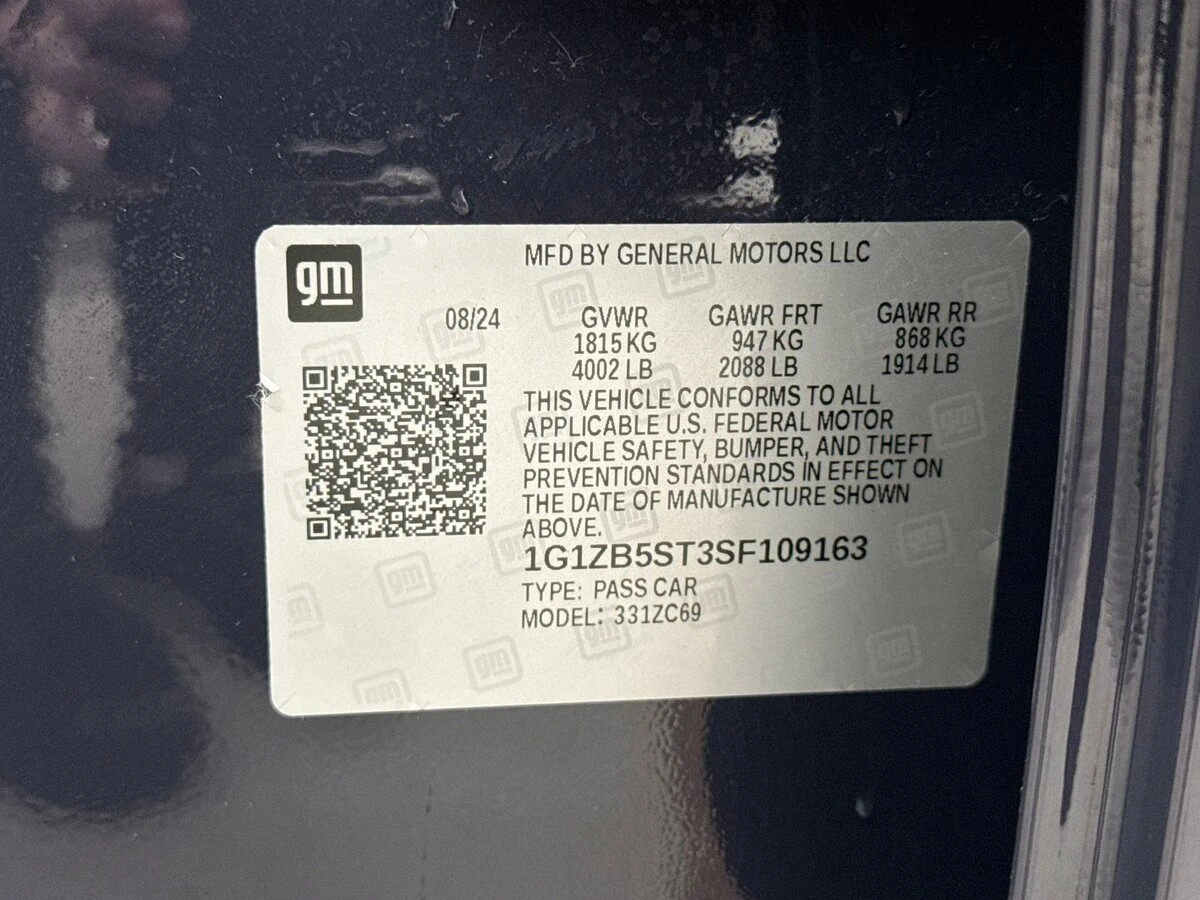 gm
MFD BY GENERAL MOTORS LLC
08/24 GVWR GAWR FRT GAWR RR
1815 KG 947 KG 868 KG
4002 LB 2088 LB 1914 LB
THIS VEHICLE CONFORMS TO ALL
APPLICABLE U.S. FEDERAL MOTOR
VEHICLE SAFETY, BUMPER, AND THEFT
PREVENTION STANDARDS IN EFFECT ON
THE DATE OF MANUFACTURE SHOWN
ABOVE.
1G1ZB5ST3SF109163
TYPE: PASS CAR
MODEL: 331ZC69